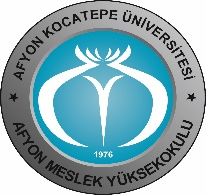 AFYON KOCATEPE ÜNİVERSİTESİ
1976
★ AFYON MESLEK YÜKSEKOKULU ★